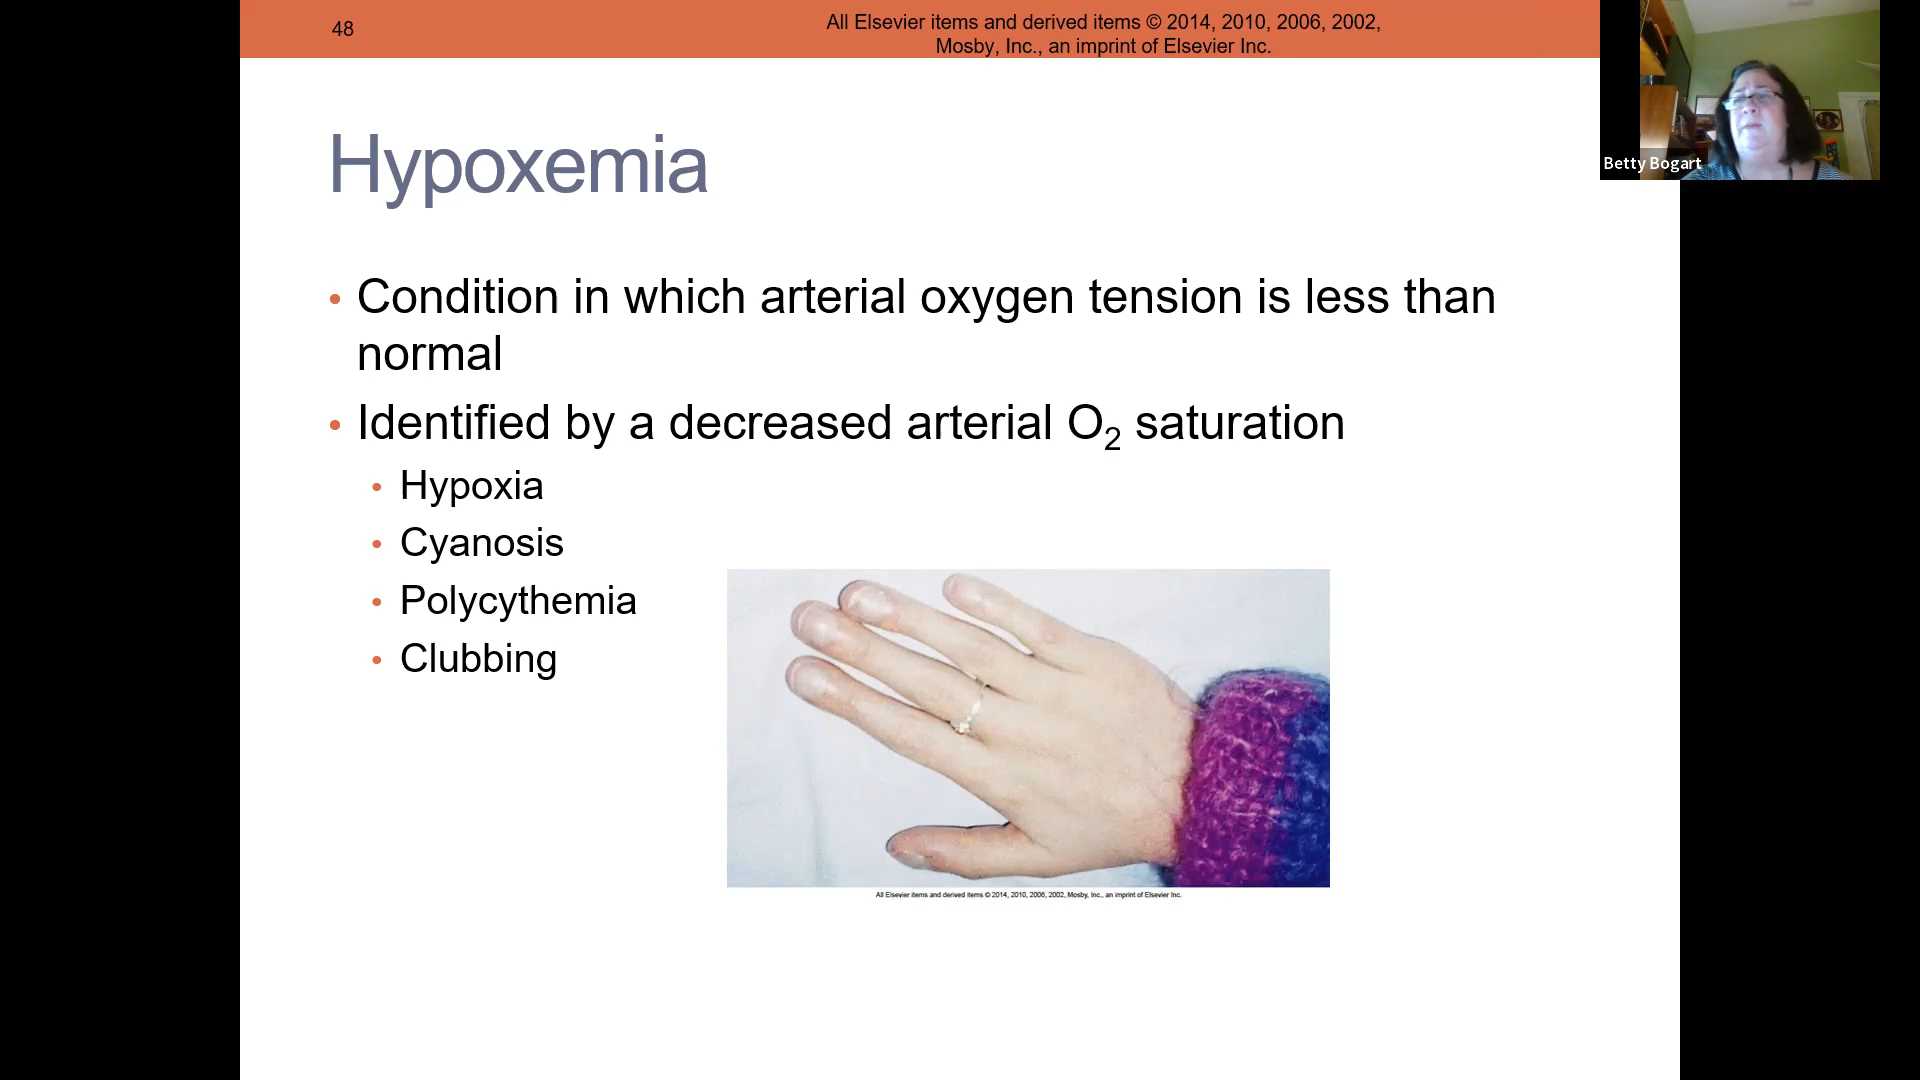 48
All Elsevier items and derived items © 2014, 2010, 2006, 2002,
Mosby, Inc., an imprint of Elsevier Inc.
Betty Bogart
Hypoxemia
• Condition in which arterial oxygen tension is less than
normal
• Identified by a decreased arterial O₂ saturation
• Hypoxia
• Cyanosis
• Polycythemia
• Clubbing
All Elsevier items and derived items © 2014, 2010, 2006, 2002, Mosby, Inc., an imprint of Elsevier Inc.